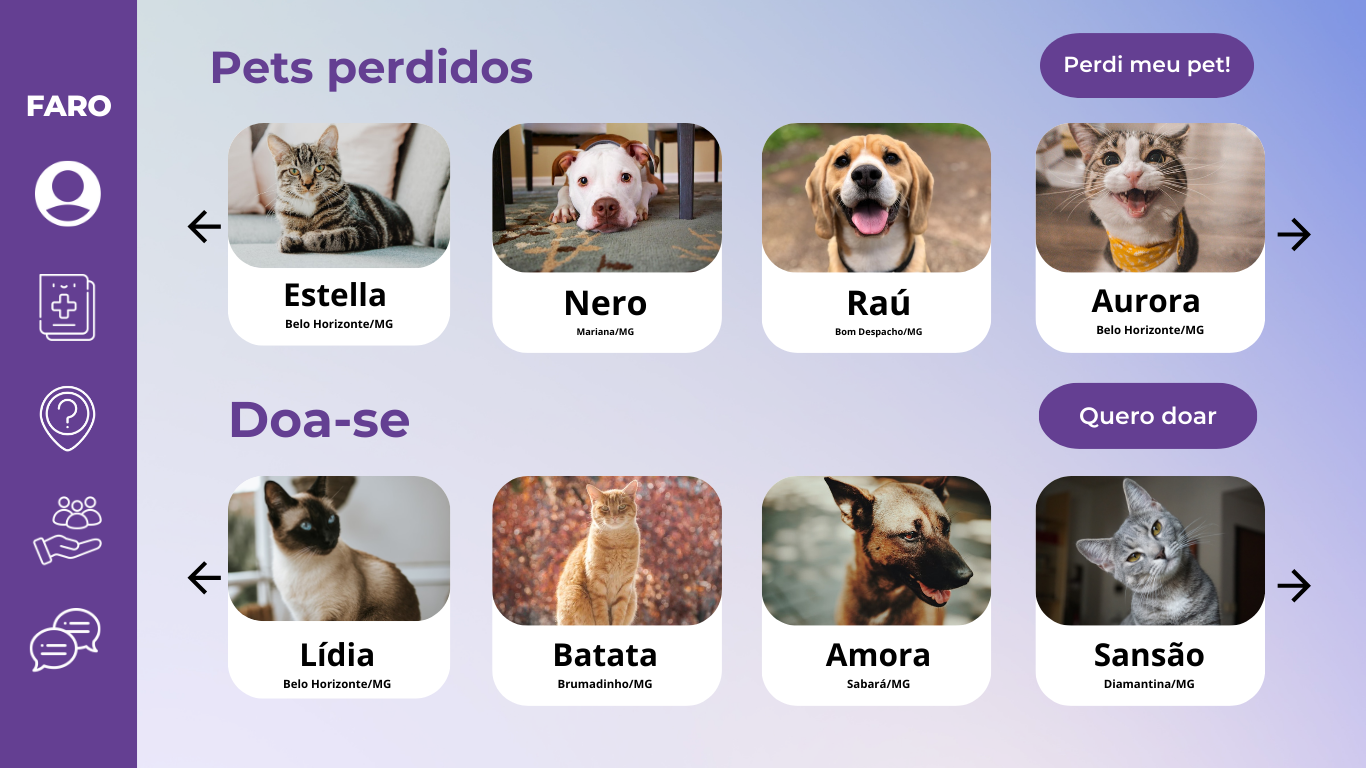 FARO
Pets perdidos
Perdi meu pet!
Estella
Belo Horizonte/MG
Nero
Mariana/MG
Raú
Bom Despacho/MG
Aurora
Belo Horizonte/MG
Doa-se
Quero doar
Lídia
Belo Horizonte/MG
Batata
Brumadinho/MG
Amora
Sabará/MG
Sansão
Diamantina/MG